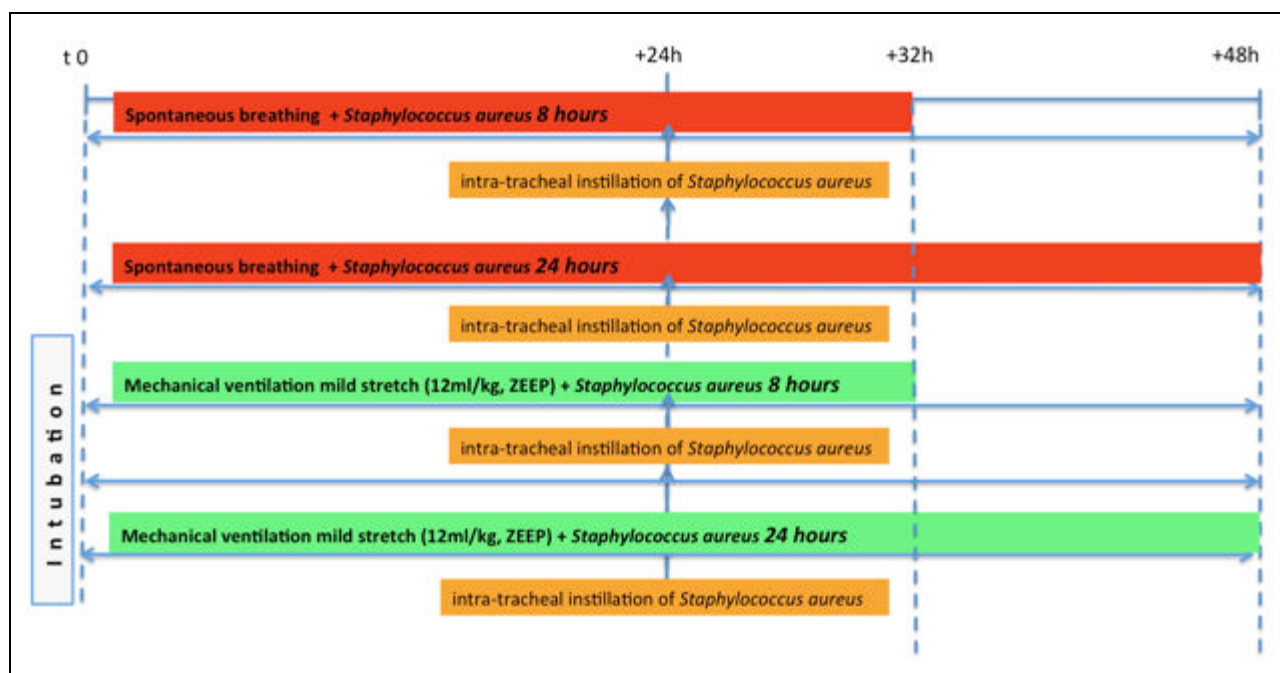 t 0 +24h +32h +48h
Spontaneous breathing + Staphylococcus aureus 8 hours
intra-tracheal instillation of Staphylococcus aureus
Spontaneous breathing + Staphylococcus aureus 24 hours
intra-tracheal instillation of Staphylococcus aureus
Intubation
Mechanical ventilation mild stretch (12ml/kg, ZEEP) + Staphylococcus aureus 8 hours
intra-tracheal instillation of Staphylococcus aureus
Mechanical ventilation mild stretch (12ml/kg, ZEEP) + Staphylococcus aureus 24 hours
intra-tracheal instillation of Staphylococcus aureus